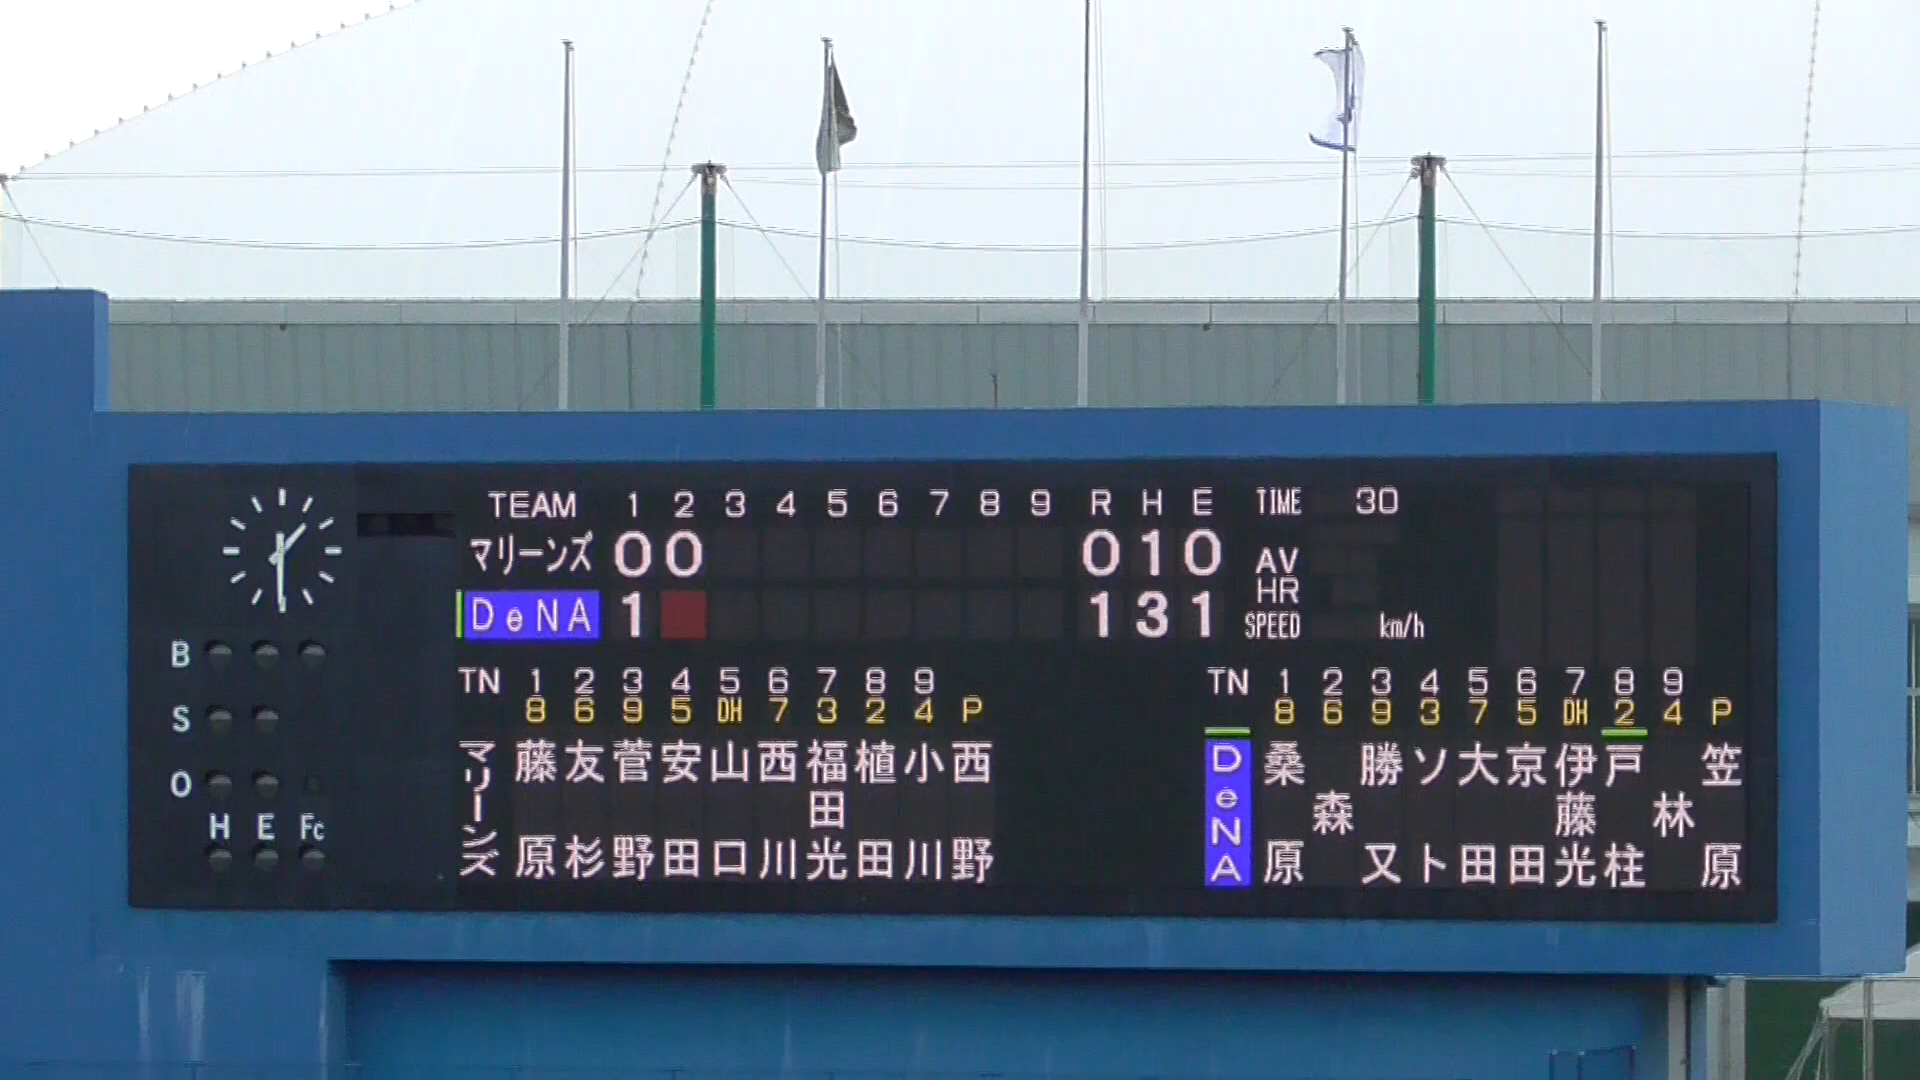 TEAM 1 2 3 4 5 6 7 8 9 R H E TIME 30
マリーンズ 0 0 0 1 0 AV
HR
DeNA 1 1 3 1 SPEED km/h
B
S
O
H E Fc
TN 1 2 3 4 5 6 7 8 9
8 6 9 5 DH 7 3 2 4 P
マリーンズ
藤原
友杉
菅野
安田
山口
西川
福田光
植田
小川
西野
TN 1 2 3 4 5 6 7 8 9
8 6 9 3 7 5 DH 2 4 P
DeNA
桑原
森
勝又
ソト
大田
京田
伊藤光
戸柱
林
笠原